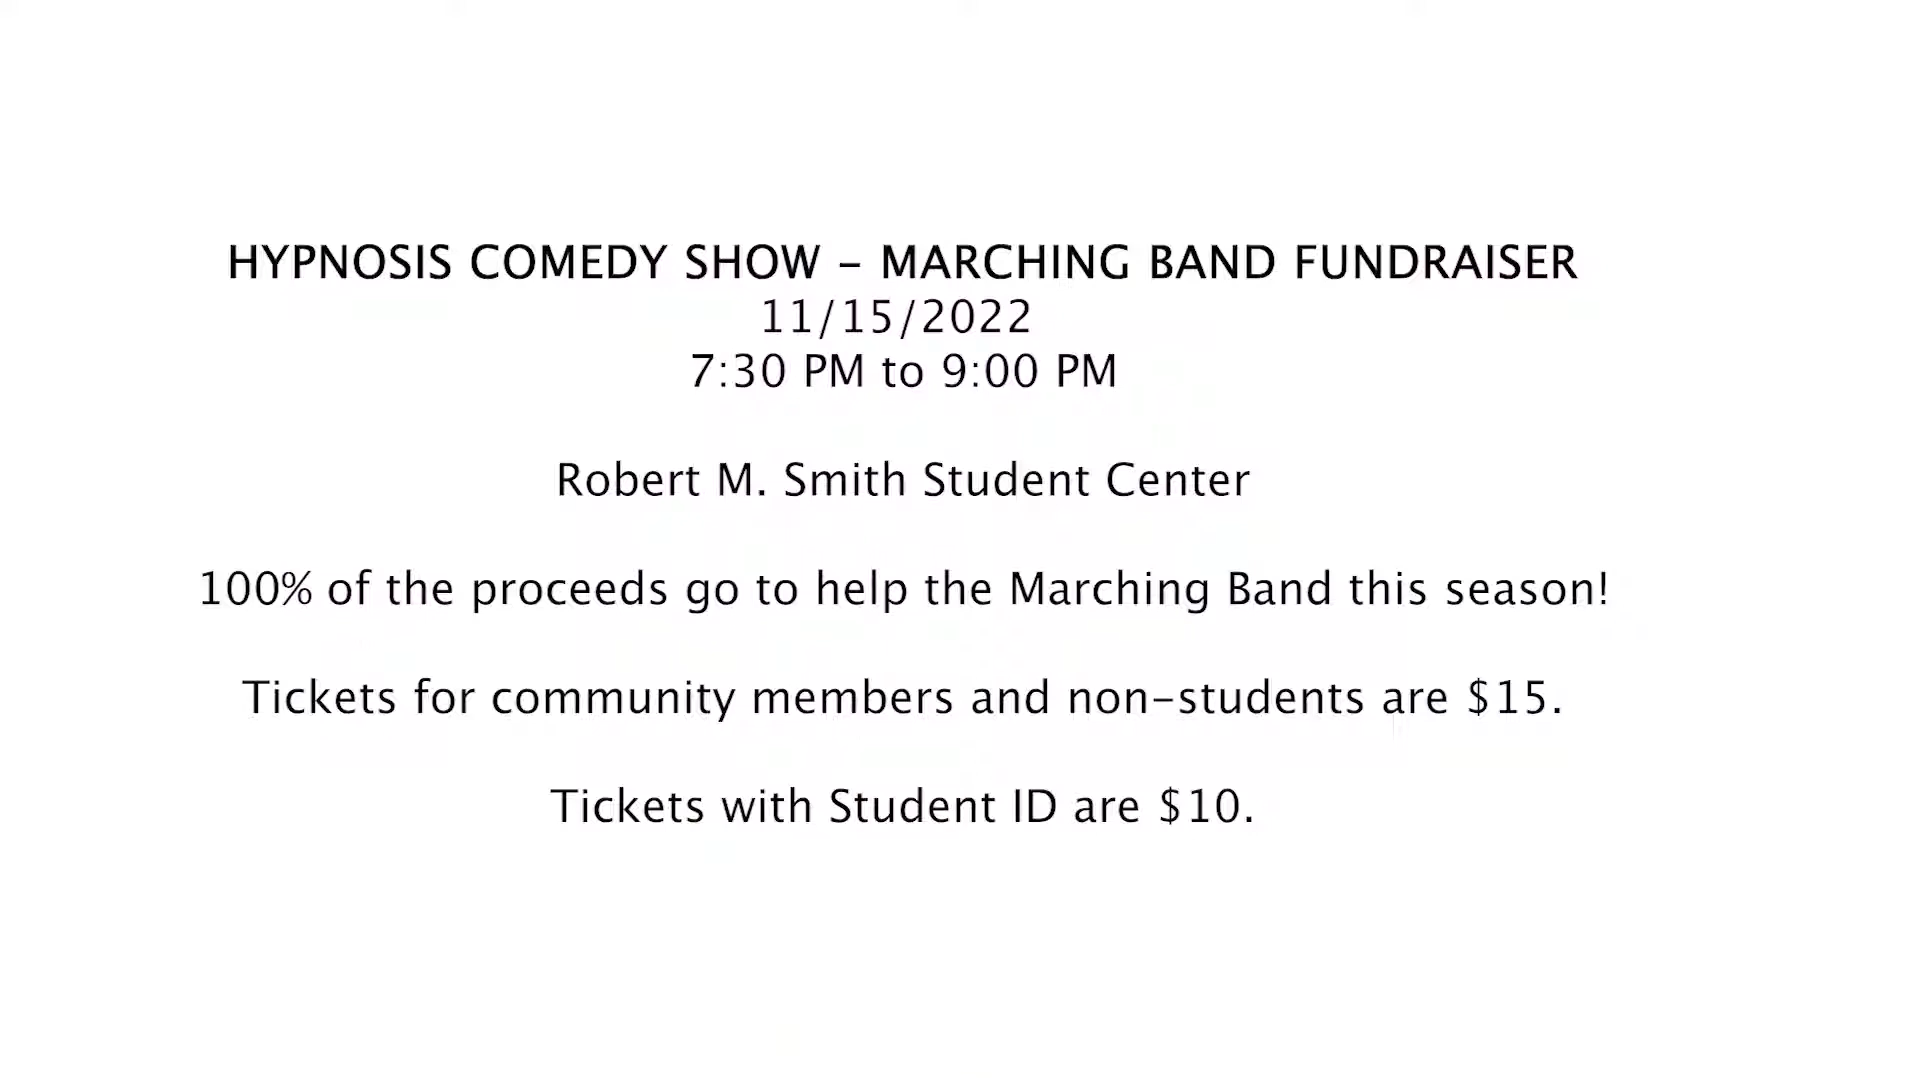 HYPNOSIS COMEDY SHOW – MARCHING BAND FUNDRAISER
11/15/2022
7:30 PM to 9:00 PM
Robert M. Smith Student Center
100% of the proceeds go to help the Marching Band this season!
Tickets for community members and non-students are $15.
Tickets with Student ID are $10.